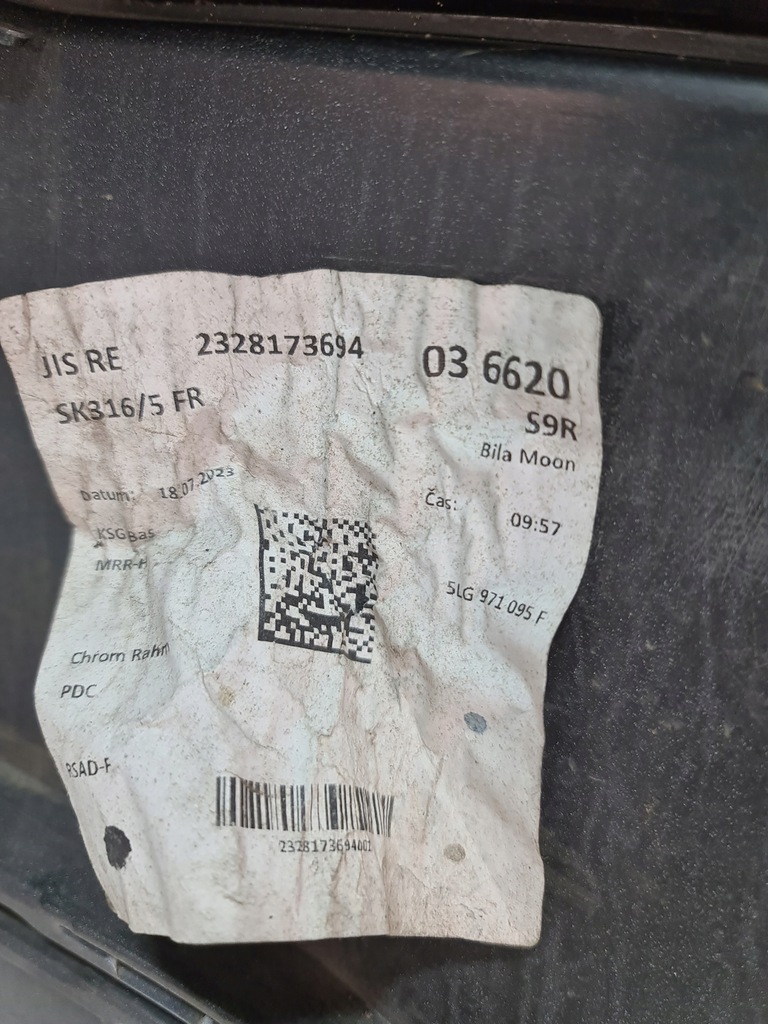 JIS RE 2328173694 03 6620
SK316/5 FR S9R
Bila Moon
Datum: 18.07.2023 Čas: 09:57
KSGBas
MRR-H
5LG 971 095 F
Chrom Rahm
PDC
RSAD-F
2328173694001